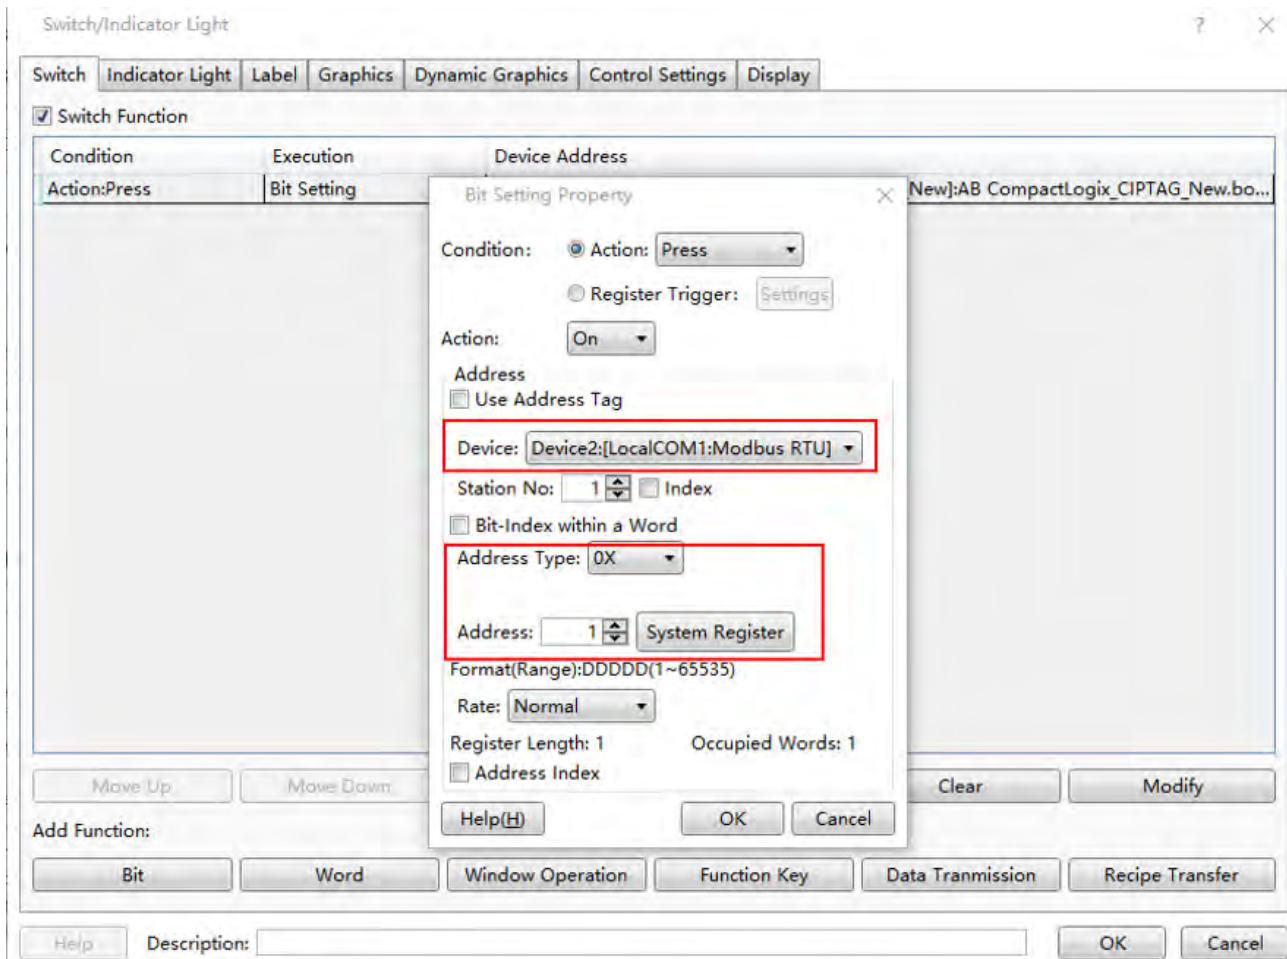 Switch/Indicator Light ? ×
Switch Indicator Light Label Graphics Dynamic Graphics Control Settings Display
Switch Function
Condition Execution Device Address
Action:Press Bit Setting New]:AB CompactLogix_CIPTAG_New.bo...
Bit Setting Property ×
Condition: Action: Press
Register Trigger: Settings
Action: On
Address
Use Address Tag
Device: Device2:[LocalCOM1:Modbus RTU]
Station No: 1 Index
Bit-Index within a Word
Address Type: 0X
Address: 1 System Register
Format(Range):DDDDD(1~65535)
Rate: Normal
Register Length: 1 Occupied Words: 1
Address Index
Help(H) OK Cancel
Move Up Move Down Clear Modify
Add Function:
Bit Word Window Operation Function Key Data Tranmission Recipe Transfer
Help Description: OK Cancel